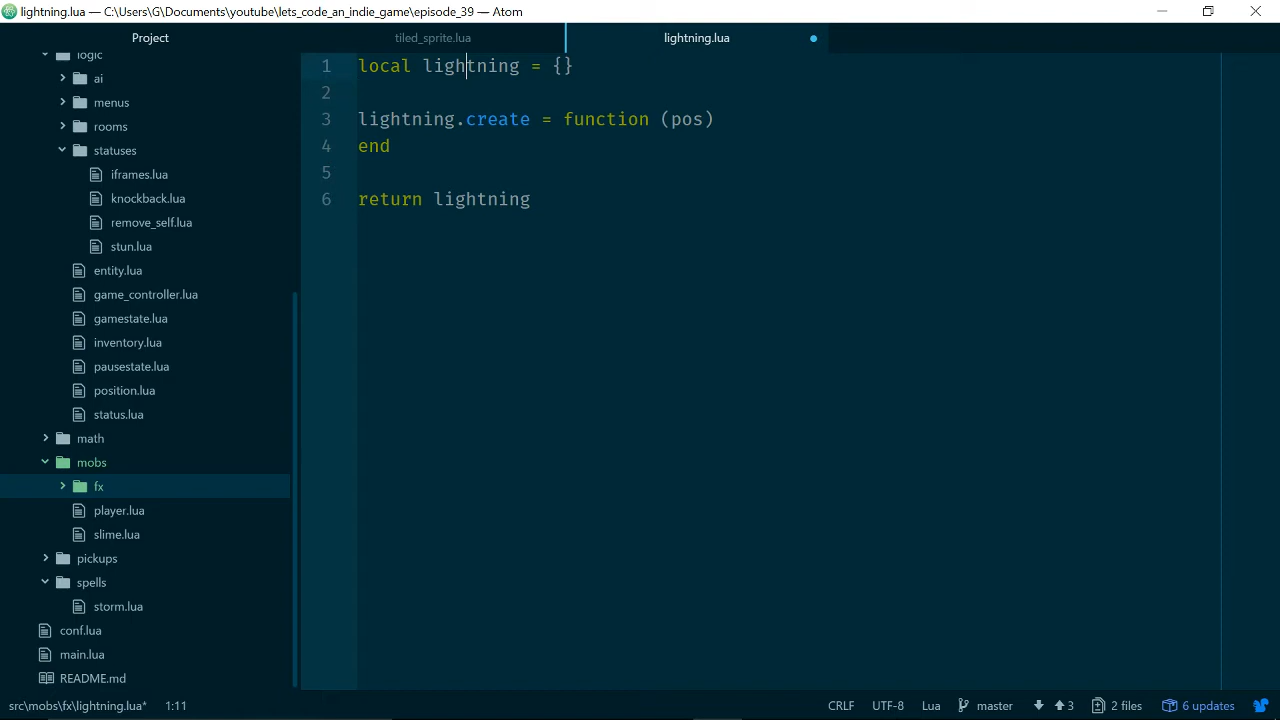 lightning.lua — C:\Users\G\Documents\youtube\lets_code_an_indie_game\episode_39 — Atom
Project
tiled_sprite.lua
lightning.lua
logic
ai
menus
rooms
statuses
iframes.lua
knockback.lua
remove_self.lua
stun.lua
entity.lua
game_controller.lua
gamestate.lua
inventory.lua
pausestate.lua
position.lua
status.lua
math
mobs
fx
player.lua
slime.lua
pickups
spells
storm.lua
conf.lua
main.lua
README.md
1 local lightning = {}
2
3 lightning.create = function (pos)
4 end
5
6 return lightning
src\mobs\fx\lightning.lua* 1:11 CRLF UTF-8 Lua master 3 2 files 6 updates